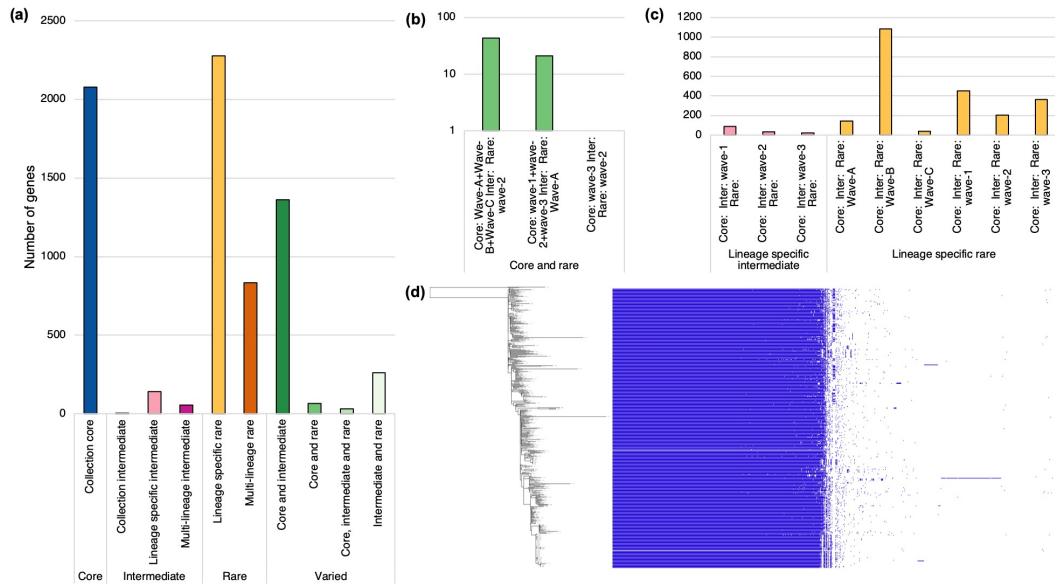 (a)
2500
2000
1500
1000
500
0
Number of genes
Collection core
Collection intermediate
Lineage specific intermediate
Multi-lineage intermediate
Lineage specific rare
Multi-lineage rare
Core and intermediate
Core and rare
Core, intermediate and rare
Intermediate and rare
Core
Intermediate
Rare
Varied
(b)
100
10
1
Core: Wave-A+Wave-
B+Wave-C Inter: Rare:
wave-2
Core: wave-1+wave-
2+wave-3 Inter: Rare:
Wave-A
Core: wave-3 Inter:
Rare: wave-2
Core and rare
(c)
1200
1000
800
600
400
200
0
Core: Inter: wave-1
Rare:
Core: Inter: wave-2
Rare:
Core: Inter: wave-3
Rare:
Core: Inter: Rare:
Wave-A
Core: Inter: Rare:
Wave-B
Core: Inter: Rare:
Wave-C
Core: Inter: Rare:
wave-1
Core: Inter: Rare:
wave-2
Core: Inter: Rare:
wave-3
Lineage specific
intermediate
Lineage specific rare
(d)